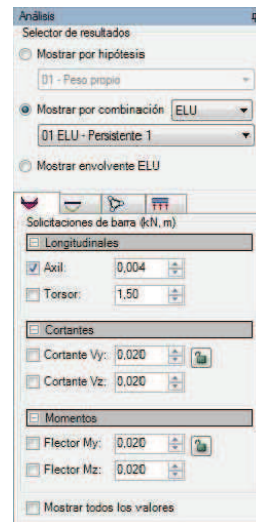 Análisis
Selector de resultados
Mostrar por hipótesis
01 - Peso propio
Mostrar por combinación ELU
01 ELU - Persistente 1
Mostrar envolvente ELU
Solicitaciones de barra (kN, m)
Longitudinales
Axil: 0,004
Torsor: 1,50
Cortantes
Cortante Vy: 0,020
Cortante Vz: 0,020
Momentos
Flector My: 0,020
Flector Mz: 0,020
Mostrar todos los valores